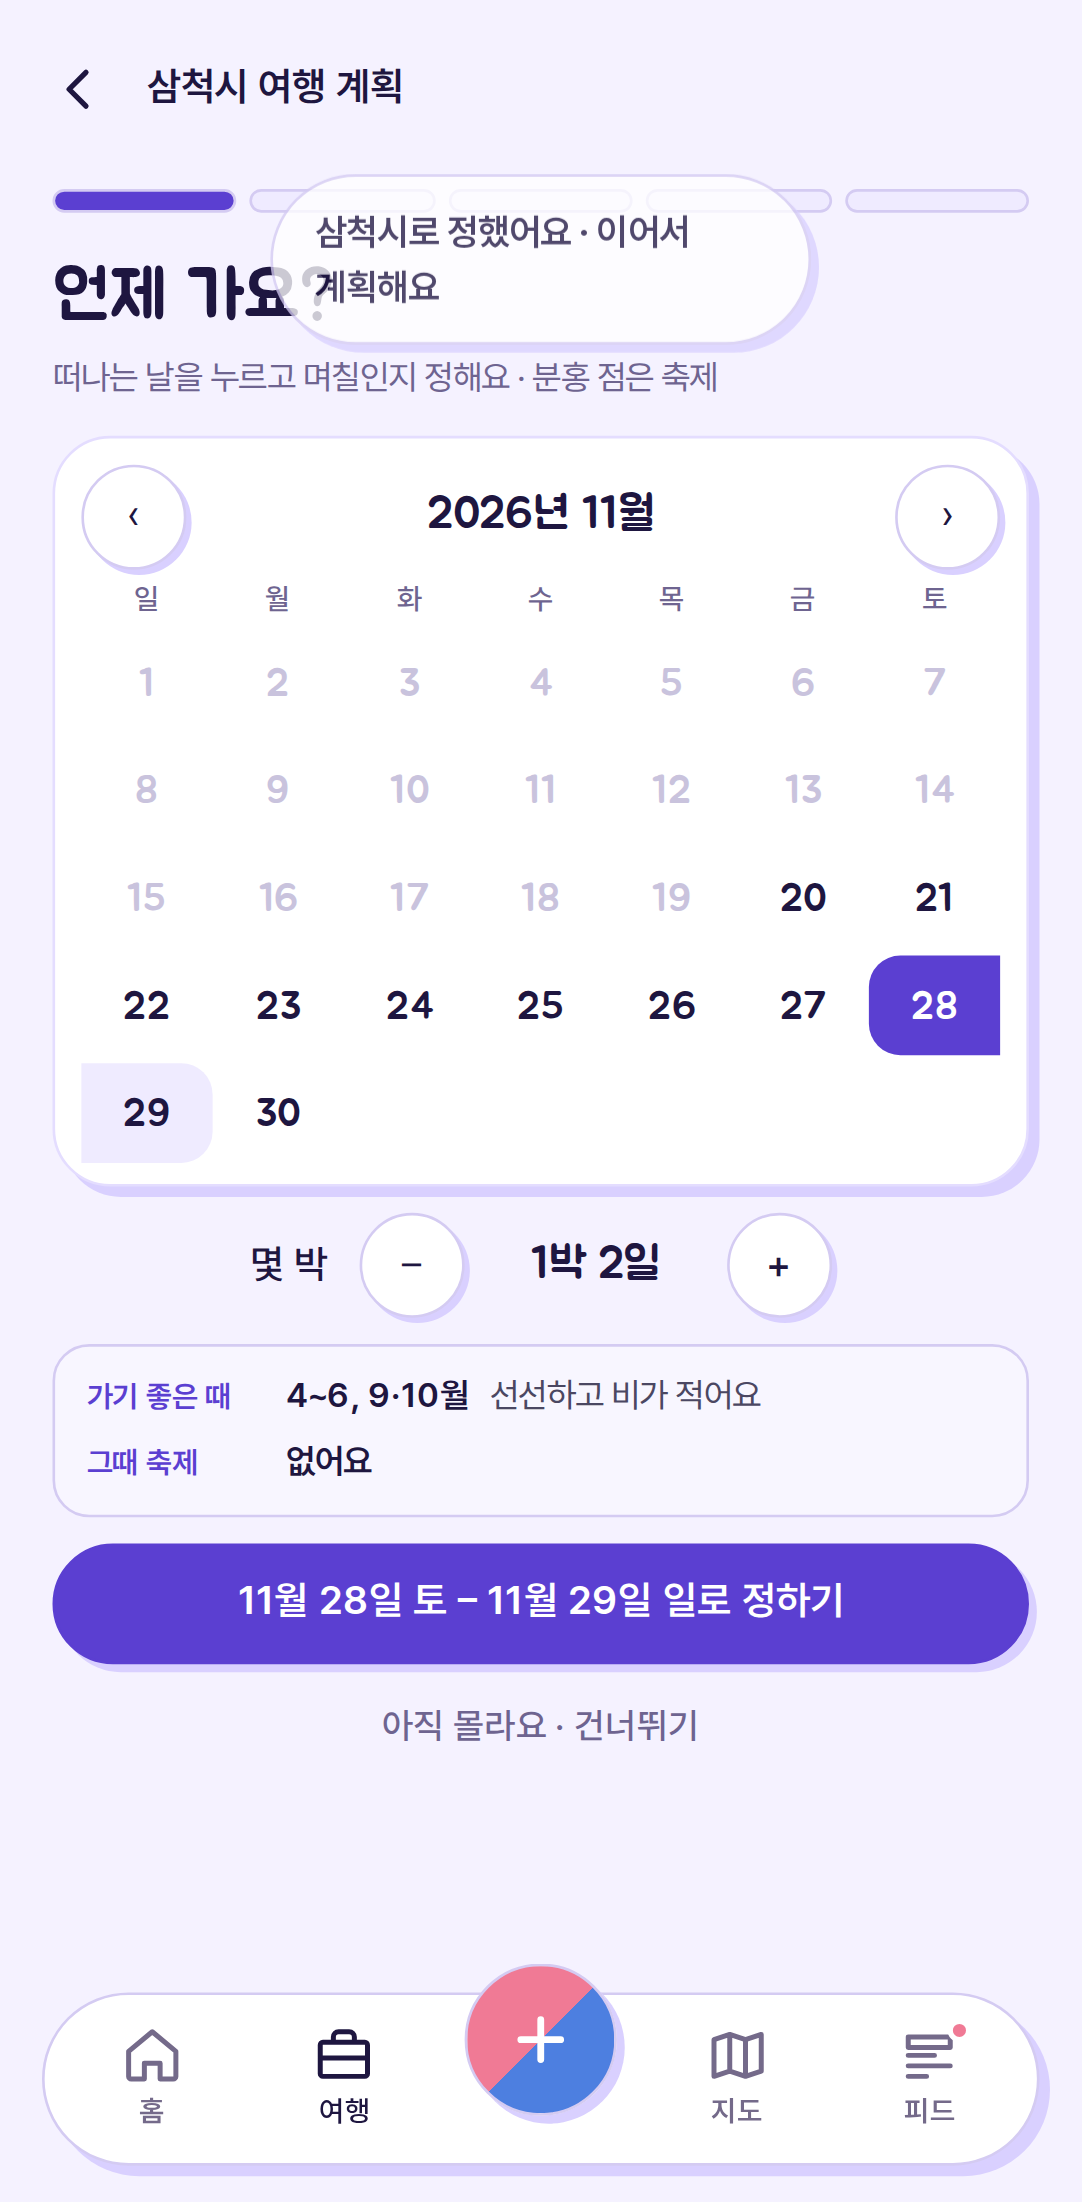 삼척시 여행 계획
삼척시로 정했어요 · 이어서
계획해요
언제 가요?
떠나는 날을 누르고 며칠인지 정해요 · 분홍 점은 축제
‹ 2026년 11월 ›
일 월 화 수 목 금 토
1 2 3 4 5 6 7
8 9 10 11 12 13 14
15 16 17 18 19 20 21
22 23 24 25 26 27 28
29 30
몇 박 − 1박 2일 +
가기 좋은 때 4~6, 9·10월 선선하고 비가 적어요
그때 축제 없어요
11월 28일 토 – 11월 29일 일로 정하기
아직 몰라요 · 건너뛰기
홈 여행 지도 피드